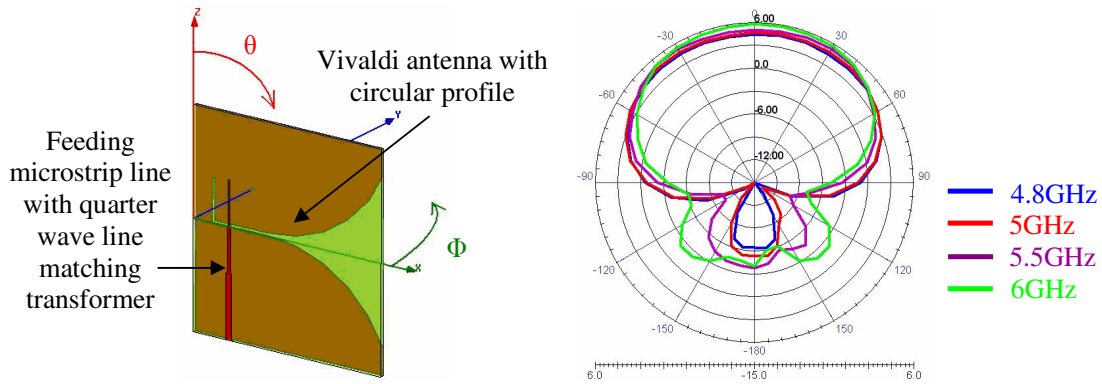 z
θ
Vivaldi antenna with
circular profile
Y
Feeding
microstrip line
with quarter
wave line
matching
transformer
Φ
X
6.00
-30
30
0.0
-60
60
-6.00
-12.00
-90
90
-120
120
-150
150
-180
6.0
-15.0
6.0
4.8GHz
5GHz
5.5GHz
6GHz